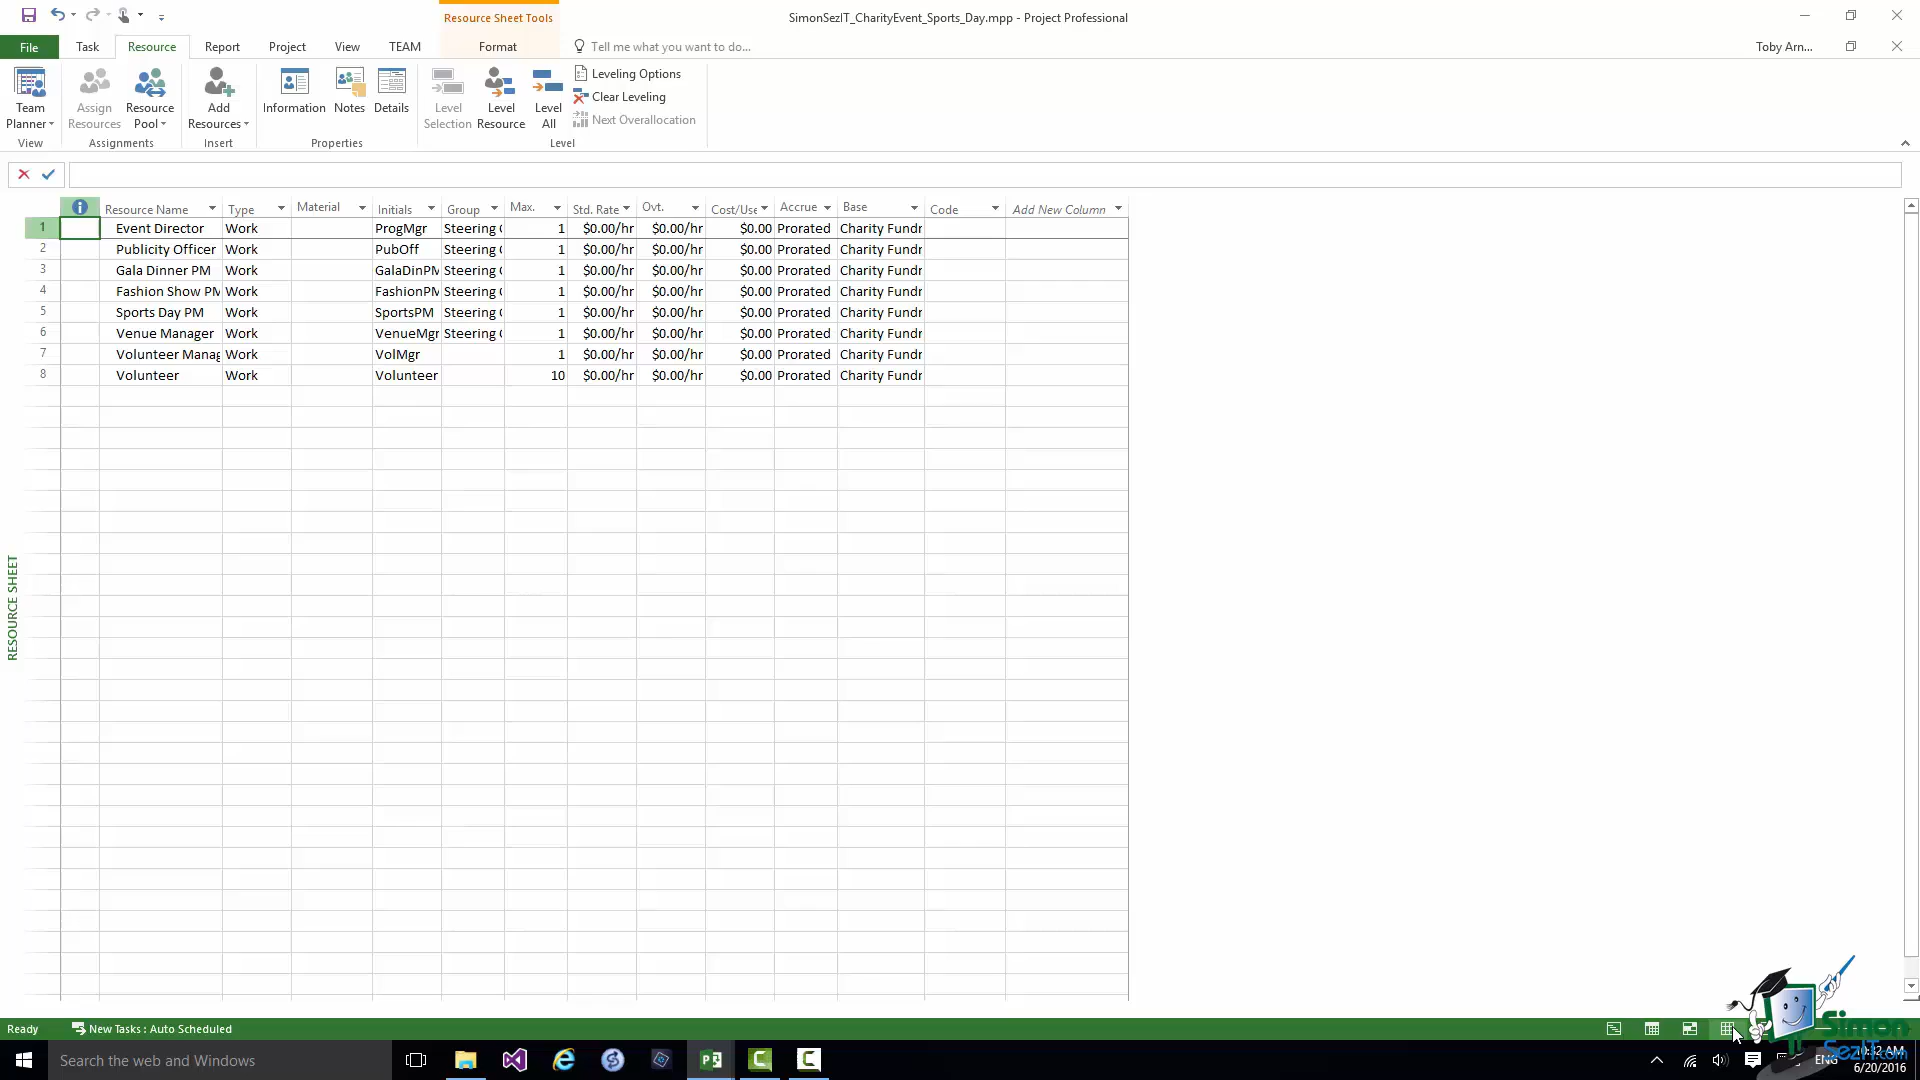 Resource Sheet Tools
SimonSezIT_CharityEvent_Sports_Day.mpp - Project Professional
File Task Resource Report Project View TEAM Format Tell me what you want to do... Toby Arn...
Team Planner
Assign Resources
Resource Pool
Add Resources
Information
Notes
Details
Level Selection
Level Resource
Level All
Leveling Options
Clear Leveling
Next Overallocation
View Assignments Insert Properties Level
Resource Name Type Material Initials Group Max. Std. Rate Ovt. Cost/Use Accrue Base Code Add New Column
1 Event Director Work ProgMgr Steering C 1 $0.00/hr $0.00/hr $0.00 Prorated Charity Fundr
2 Publicity Officer Work PubOff Steering C 1 $0.00/hr $0.00/hr $0.00 Prorated Charity Fundr
3 Gala Dinner PM Work GalaDinPM Steering C 1 $0.00/hr $0.00/hr $0.00 Prorated Charity Fundr
4 Fashion Show PM Work FashionPM Steering C 1 $0.00/hr $0.00/hr $0.00 Prorated Charity Fundr
5 Sports Day PM Work SportsPM Steering C 1 $0.00/hr $0.00/hr $0.00 Prorated Charity Fundr
6 Venue Manager Work VenueMgr Steering C 1 $0.00/hr $0.00/hr $0.00 Prorated Charity Fundr
7 Volunteer Manag Work VolMgr 1 $0.00/hr $0.00/hr $0.00 Prorated Charity Fundr
8 Volunteer Work Volunteer 10 $0.00/hr $0.00/hr $0.00 Prorated Charity Fundr
RESOURCE SHEET
Ready New Tasks : Auto Scheduled
Simon
SezIT.com
Search the web and Windows
ENG
10:32 AM
6/20/2016